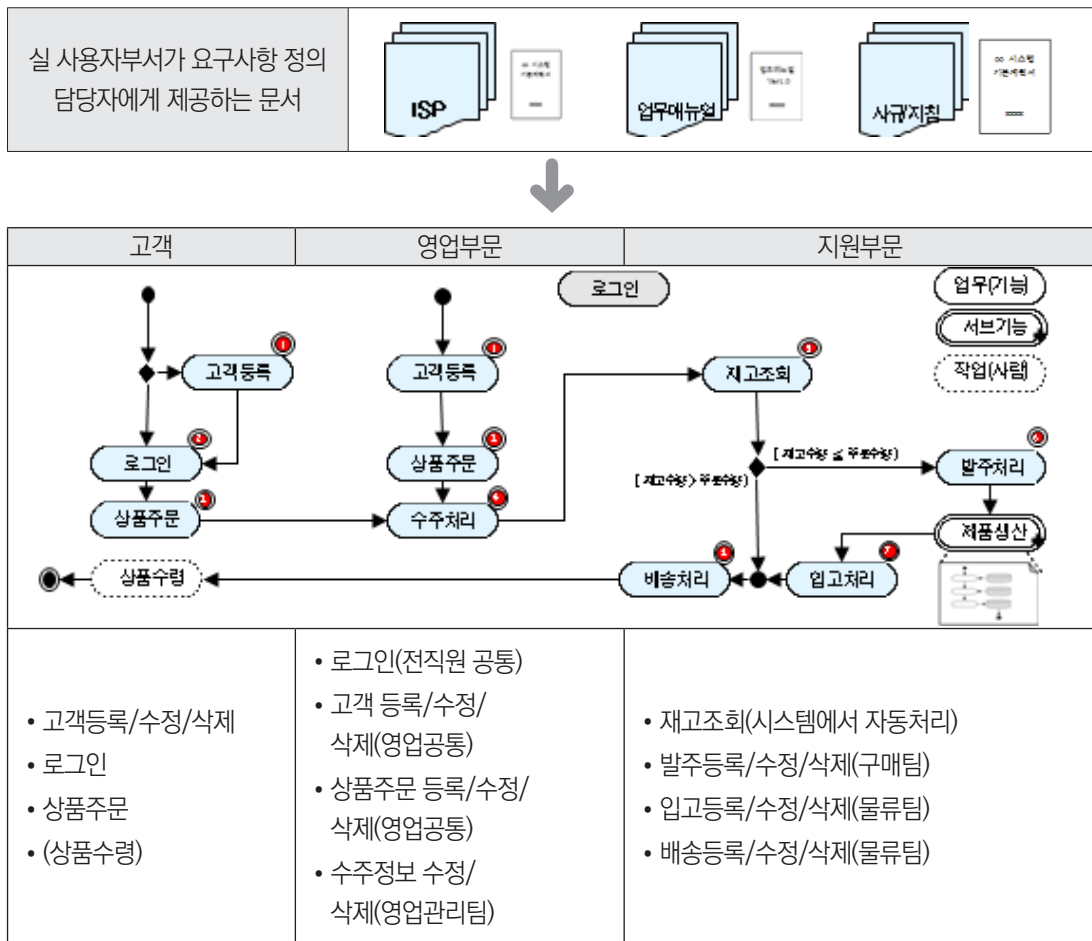 실 사용자부서가 요구사항 정의
담당자에게 제공하는 문서
ISP
업무매뉴얼
사규/지침
고객
영업부문
지원부문
로그인
업무(기능)
서브기능
작업(사람)
고객등록
고객등록
재고조회
로그인
상품주문
발주처리
상품주문
수주처리
제품생산
상품수령
배송처리
입고처리
• 고객등록/수정/삭제
• 로그인
• 상품주문
• (상품수령)
• 로그인(전직원 공통)
• 고객 등록/수정/
삭제(영업공통)
• 상품주문 등록/수정/
삭제(영업공통)
• 수주정보 수정/
삭제(영업관리팀)
• 재고조회(시스템에서 자동처리)
• 발주등록/수정/삭제(구매팀)
• 입고등록/수정/삭제(물류팀)
• 배송등록/수정/삭제(물류팀)